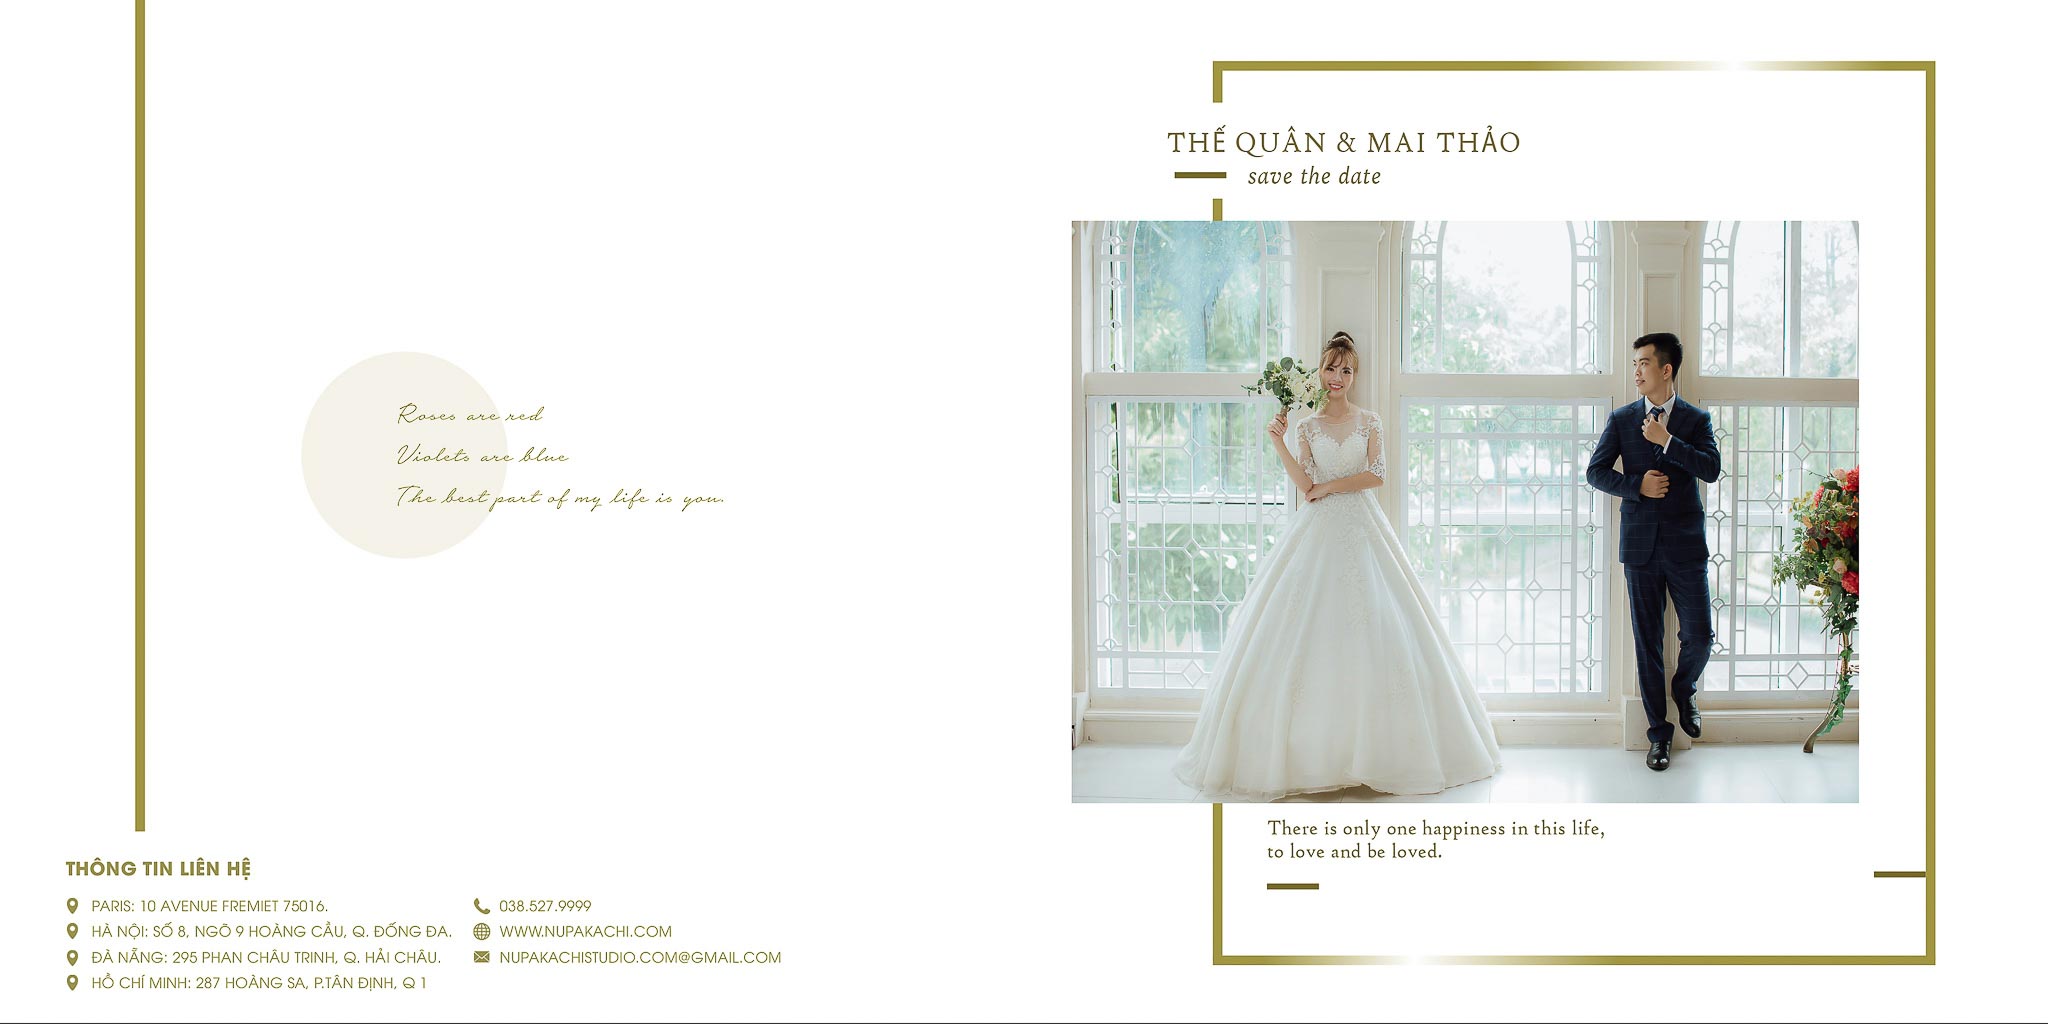 Roses are red
Violets are blue
The best part of my life is you.
THÔNG TIN LIÊN HỆ
PARIS: 10 AVENUE FREMIET 75016.
HÀ NỘI: SỐ 8, NGÕ 9 HOÀNG CẦU, Q. ĐỐNG ĐA.
ĐÀ NẴNG: 295 PHAN CHÂU TRINH, Q. HẢI CHÂU.
HỒ CHÍ MINH: 287 HOÀNG SA, P.TÂN ĐỊNH, Q 1
038.527.9999
WWW.NUPAKACHI.COM
NUPAKACHISTUDIO.COM@GMAIL.COM
THẾ QUÂN & MAI THẢO
save the date
There is only one happiness in this life,
to love and be loved.